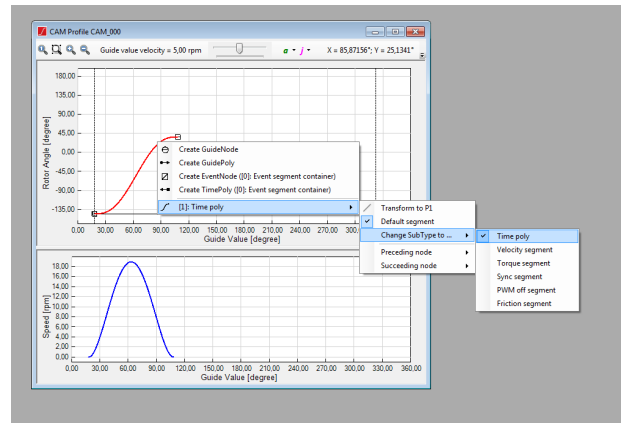 CAM Profile CAM_000
Guide value velocity = 5,00 rpm
a j X = 85,87156°; Y = 25,1341°
180.00
135.00
90.00
45.00
0.00
-45.00
-90.00
-135.00
Rotor Angle [degree]
0.00 30.00 60.00 90.00 120.00 150.00 180.00 210.00 240.00 270.00 300.00
Guide Value [degree]
Create GuideNode
Create GuidePoly
Create EventNode ([0]: Event segment container)
Create TimePoly ([0]: Event segment container)
[1]: Time poly
Transform to P1
Default segment
Change SubType to ...
Preceding node
Succeeding node
Time poly
Velocity segment
Torque segment
Sync segment
PWM off segment
Friction segment
18.00
16.00
14.00
12.00
10.00
8.00
6.00
4.00
2.00
0.00
Speed [rpm]
0.00 30.00 60.00 90.00 120.00 150.00 180.00 210.00 240.00 270.00 300.00 330.00 360.00
Guide Value [degree]